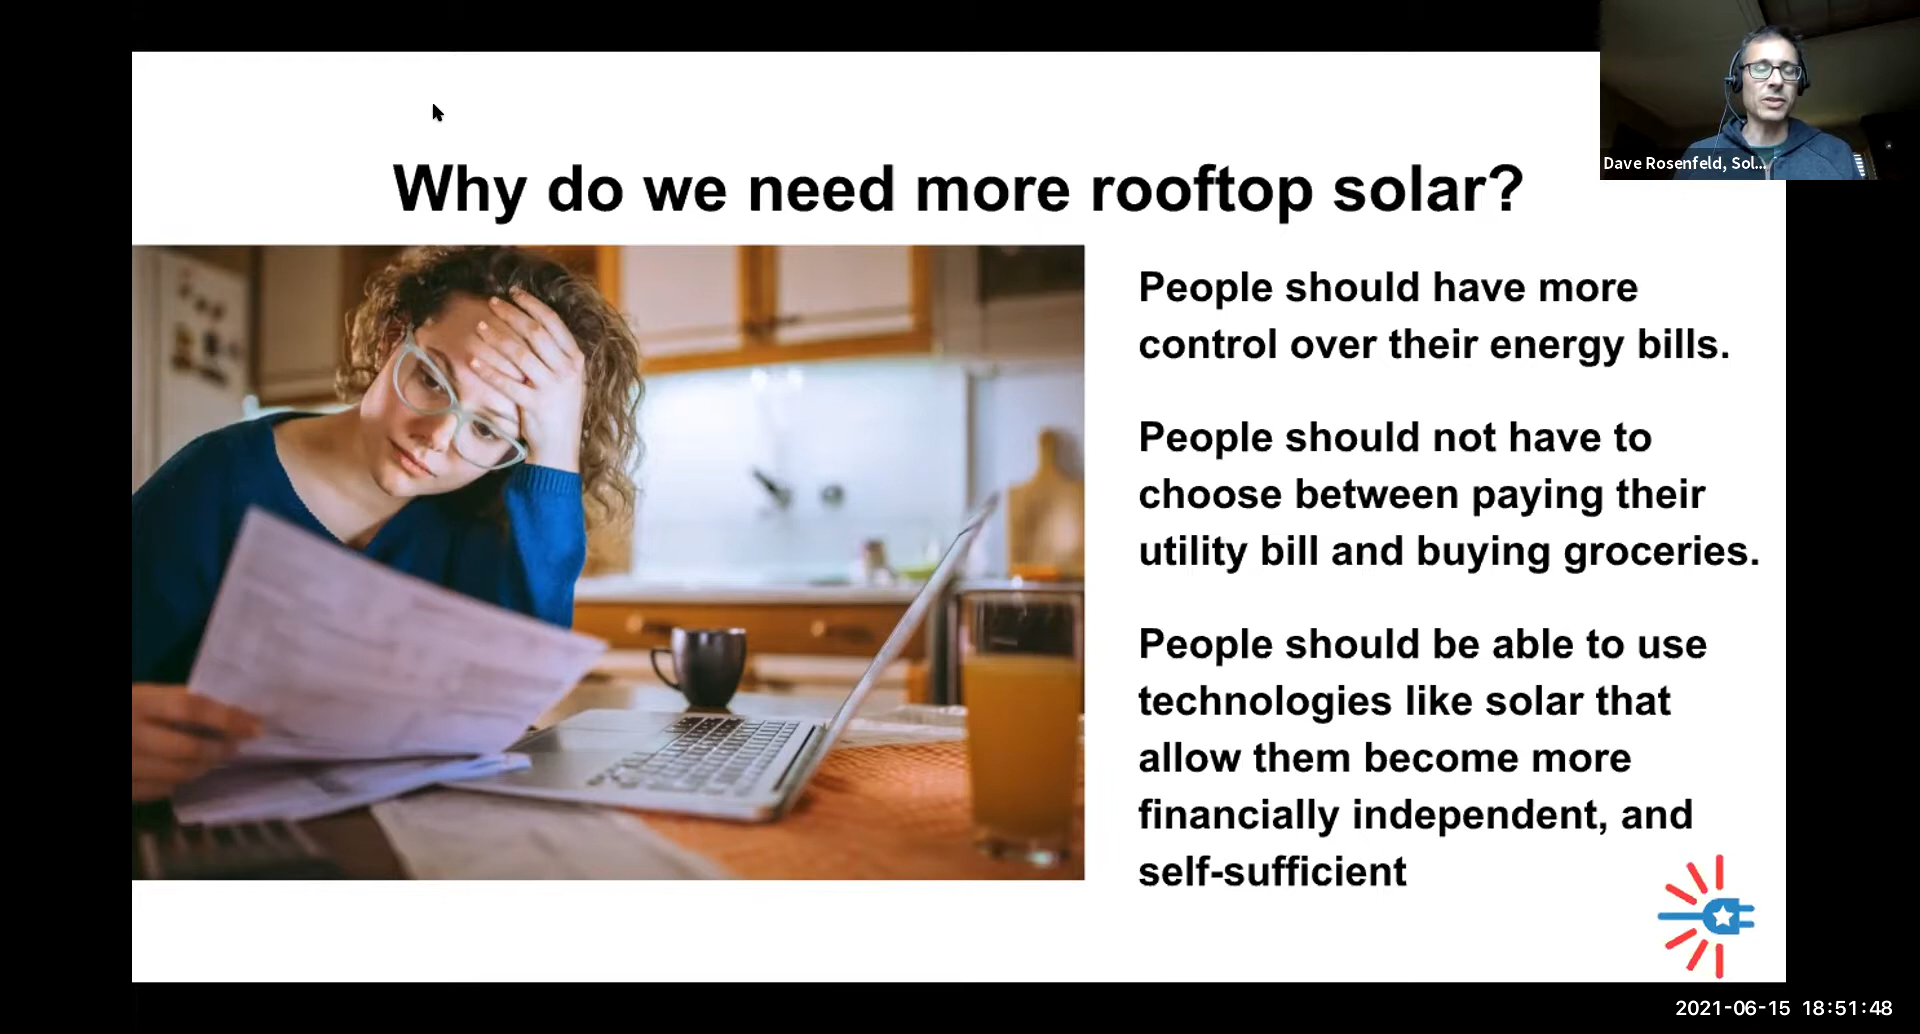 Why do we need more rooftop solar?
Dave Rosenfeld, Sol...
People should have more
control over their energy bills.
People should not have to
choose between paying their
utility bill and buying groceries.
People should be able to use
technologies like solar that
allow them become more
financially independent, and
self-sufficient
2021-06-15 18:51:48